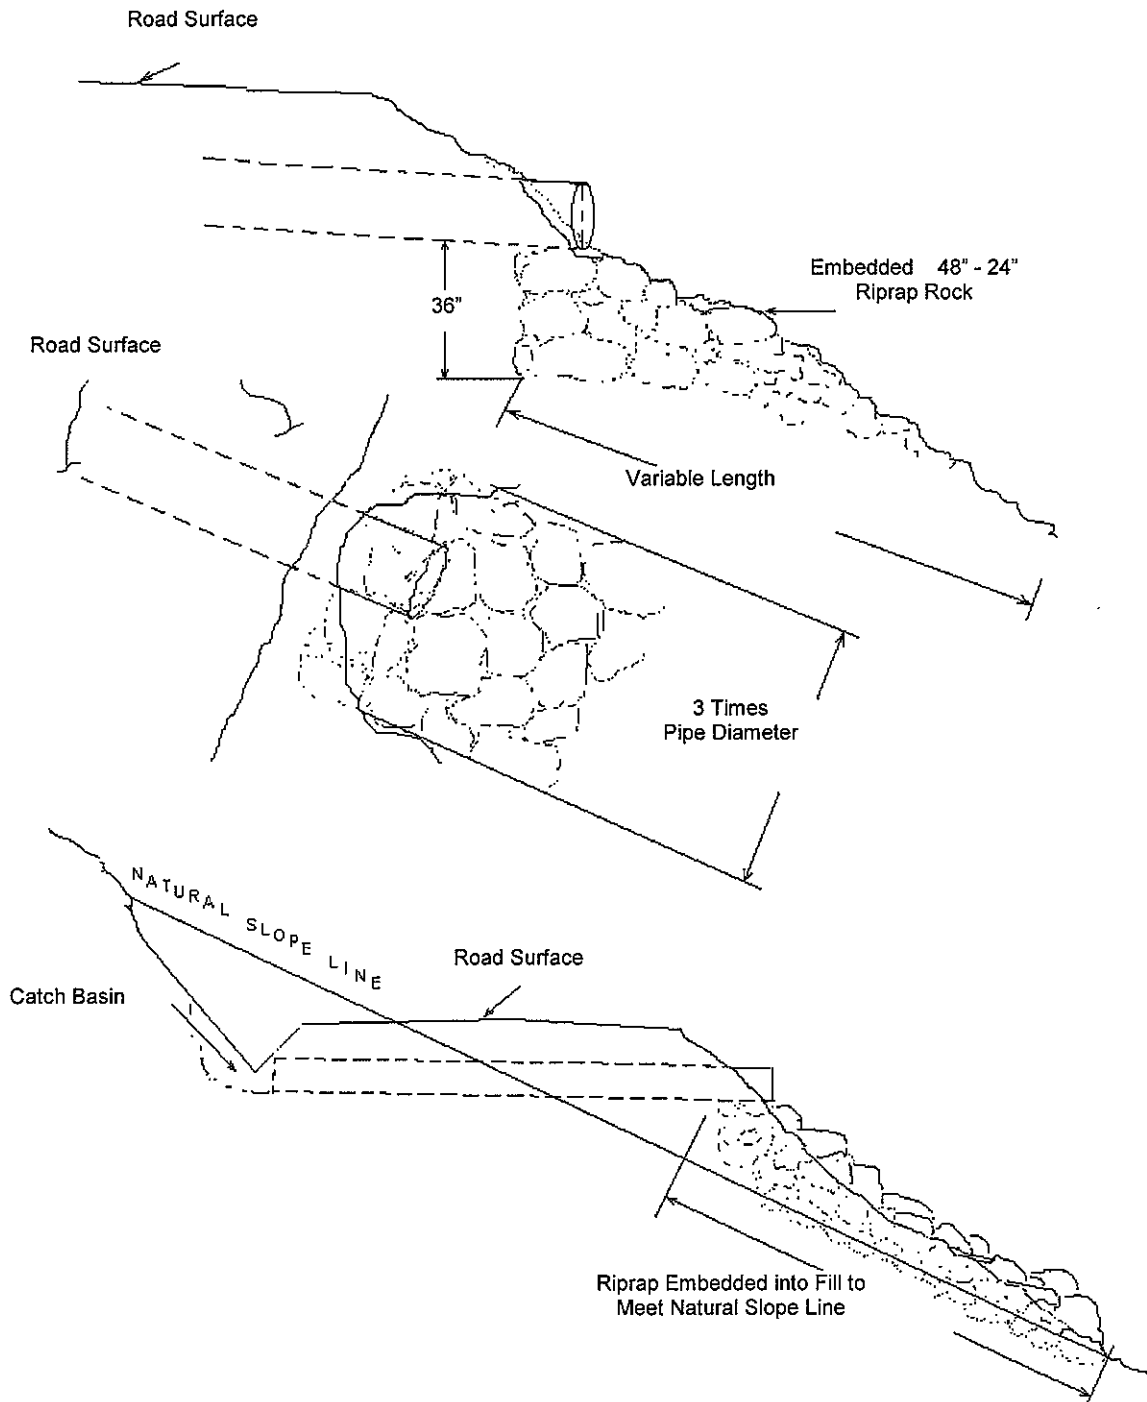 Road Surface
Embedded 48" - 24"
Riprap Rock
36"
Road Surface
Variable Length
3 Times
Pipe Diameter
NATURAL SLOPE LINE
Road Surface
Catch Basin
Riprap Embedded into Fill to
Meet Natural Slope Line